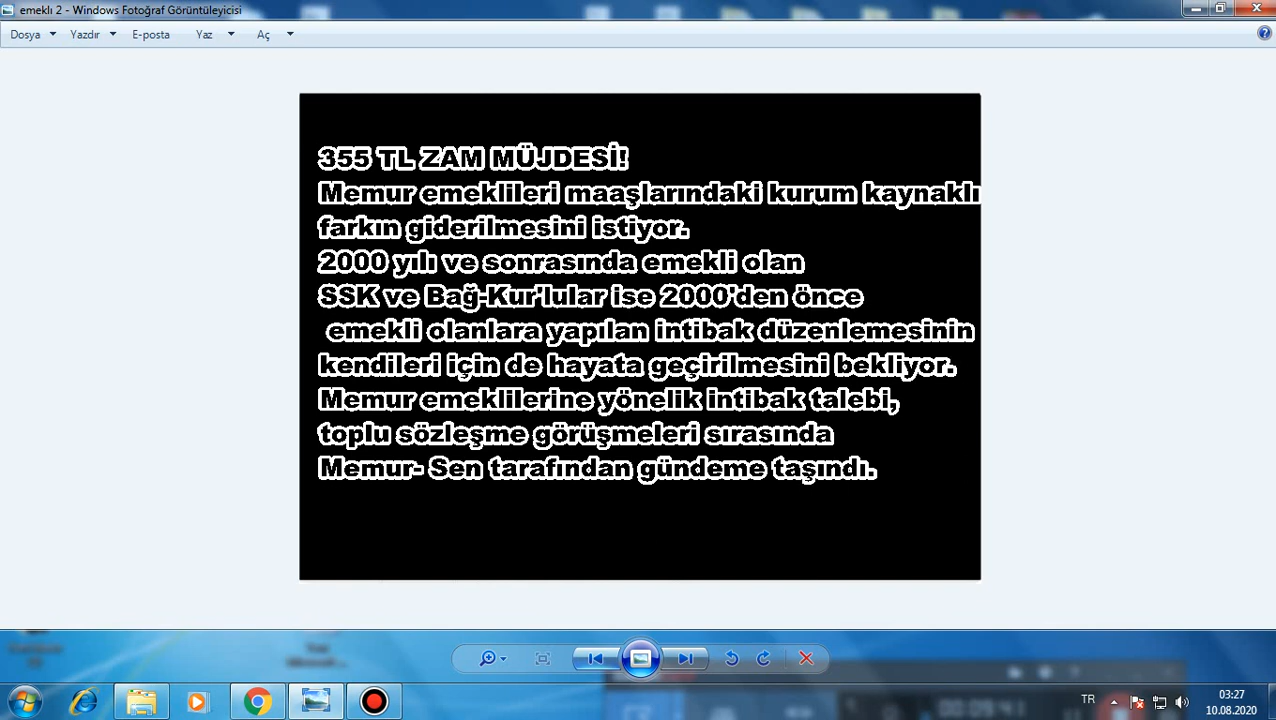 emekli 2 - Windows Fotoğraf Görüntüleyicisi
Dosya Yazdır E-posta Yaz Aç
355 TL ZAM MÜJDESİ!
Memur emeklileri maaşlarındaki kurum kaynaklı
farkın giderilmesini istiyor.
2000 yılı ve sonrasında emekli olan
SSK ve Bağ-Kur'lular ise 2000'den önce
emekli olanlara yapılan intibak düzenlemesinin
kendileri için de hayata geçirilmesini bekliyor.
Memur emeklilerine yönelik intibak talebi,
toplu sözleşme görüşmeleri sırasında
Memur- Sen tarafından gündeme taşındı.
TR
03:27
10.08.2020